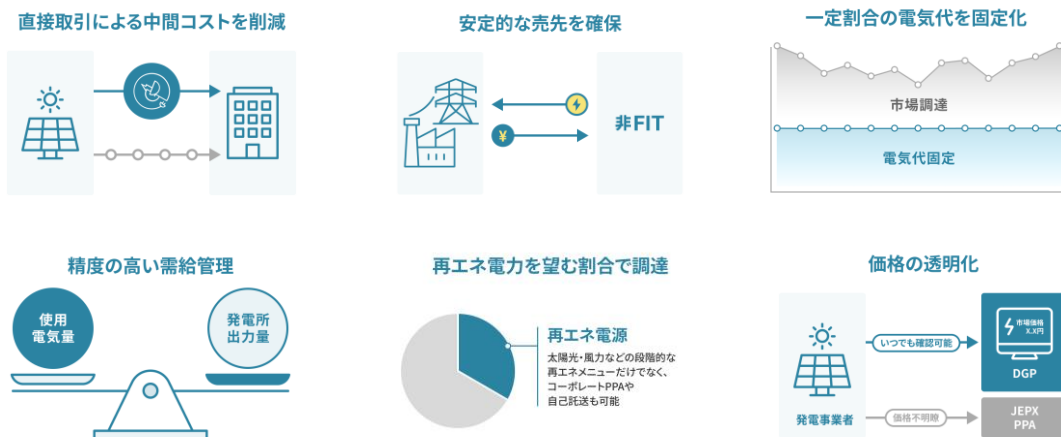 直接取引による中間コストを削減
安定的な売先を確保
非FIT
¥
一定割合の電気代を固定化
市場調達
電気代固定
精度の高い需給管理
使用
電気量
発電所
出力量
再エネ電力を望む割合で調達
再エネ電源
太陽光・風力などの段階的な
再エネメニューだけでなく、
コーポレートPPAや
自己託送も可能
価格の透明化
いつでも確認可能
市場価格
X.X円
DGP
発電事業者
価格不明瞭
JEPX
PPA